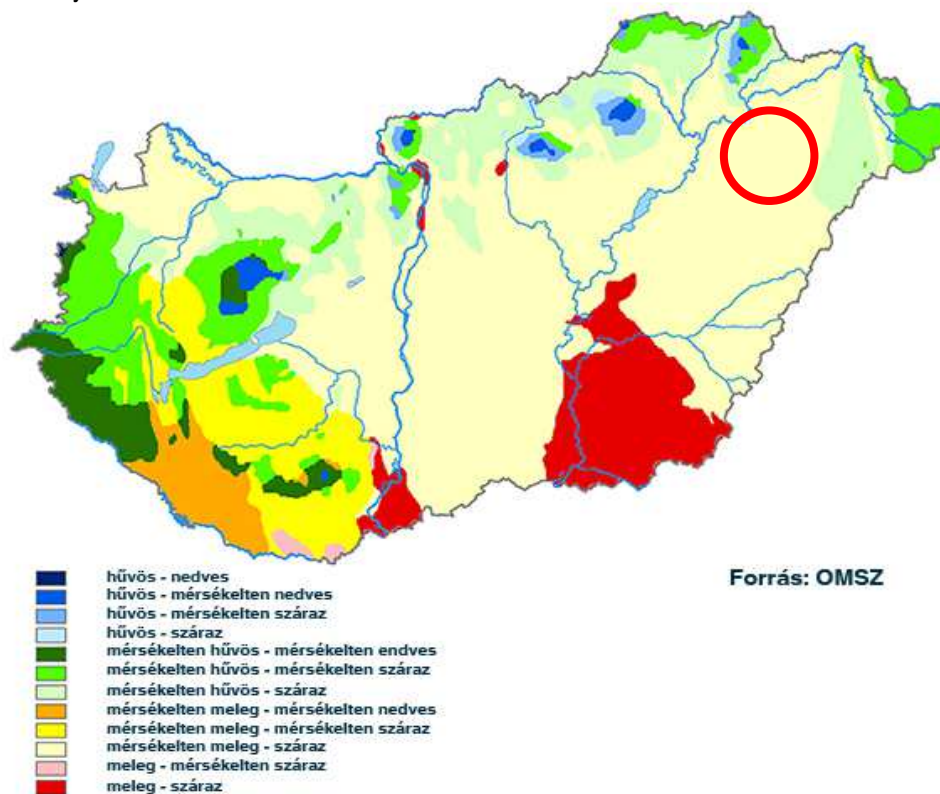 hűvös - nedves
hűvös - mérsékelten nedves
hűvös - mérsékelten száraz
hűvös - száraz
mérsékelten hűvös - mérsékelten endves
mérsékelten hűvös - mérsékelten száraz
mérsékelten hűvös - száraz
mérsékelten meleg - mérsékelten nedves
mérsékelten meleg - mérsékelten száraz
mérsékelten meleg - száraz
meleg - mérsékelten száraz
meleg - száraz
Forrás: OMSZ